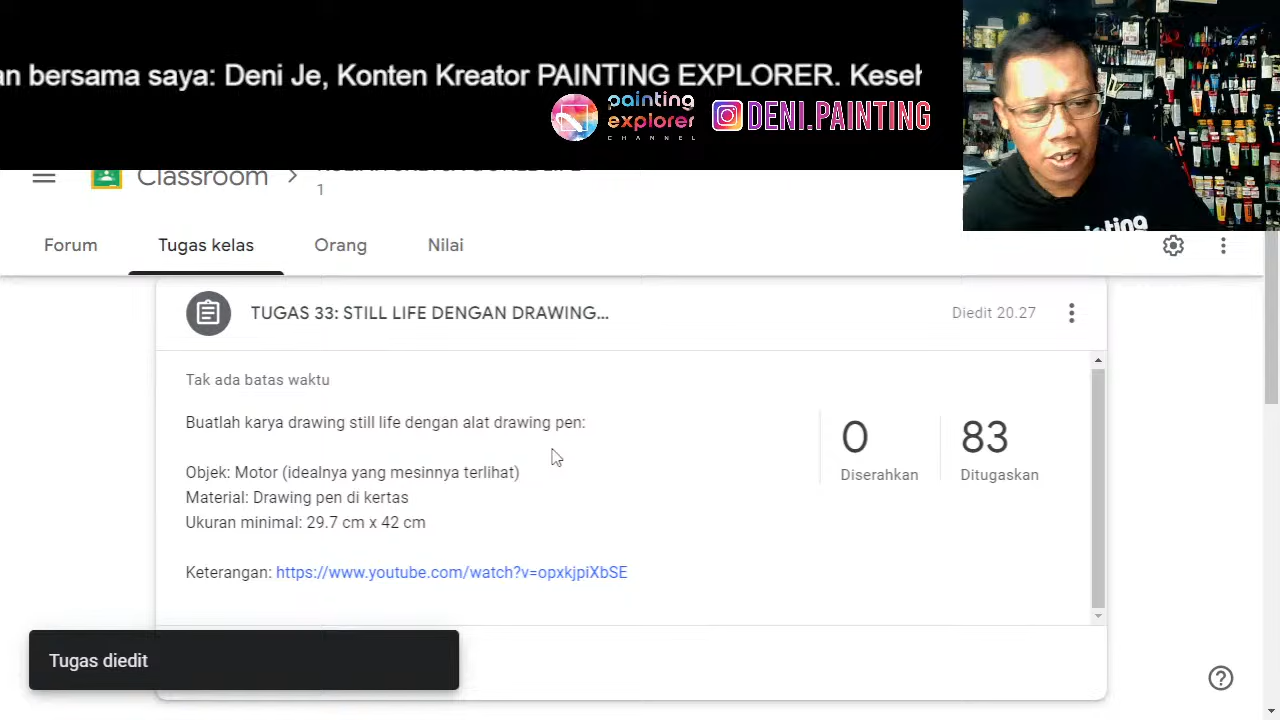 an bersama saya: Deni Je, Konten Kreator PAINTING EXPLORER. Keseh
painting
explorer
CHANNEL
DENI.PAINTING
Classroom
1
Forum
Tugas kelas
Orang
Nilai
TUGAS 33: STILL LIFE DENGAN DRAWING...
Diedit 20.27
Tak ada batas waktu
Buatlah karya drawing still life dengan alat drawing pen:
0
83
Diserahkan
Ditugaskan
Objek: Motor (idealnya yang mesinnya terlihat)
Material: Drawing pen di kertas
Ukuran minimal: 29.7 cm x 42 cm
Keterangan: https://www.youtube.com/watch?v=opxkjpiXbSE
Tugas diedit